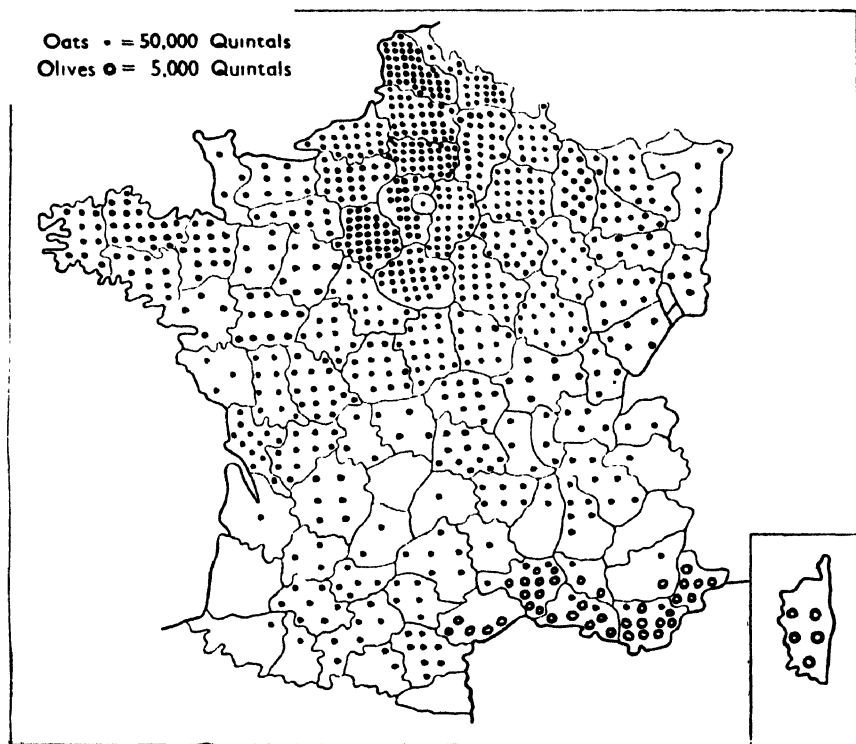 Oats • = 50,000 Quintals
Olives o = 5,000 Quintals